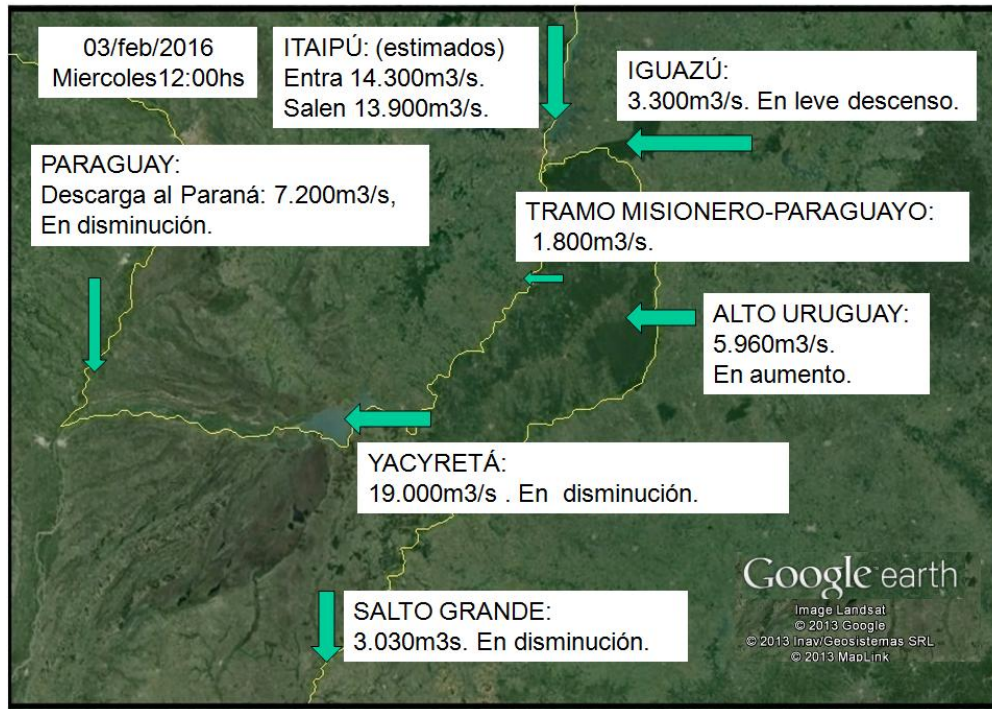 03/feb/2016
Miercoles12:00hs
ITAIPÚ: (estimados)
Entra 14.300m3/s.
Salen 13.900m3/s.
IGUAZÚ:
3.300m3/s. En leve descenso.
PARAGUAY:
Descarga al Paraná: 7.200m3/s,
En disminución.
TRAMO MISIONERO-PARAGUAYO:
1.800m3/s.
ALTO URUGUAY:
5.960m3/s.
En aumento.
YACYRETÁ:
19.000m3/s . En disminución.
SALTO GRANDE:
3.030m3s. En disminución.
Google earth
Image Landsat
© 2013 Google
© 2013 Inav/Geosistemas SRL
© 2013 MapLink